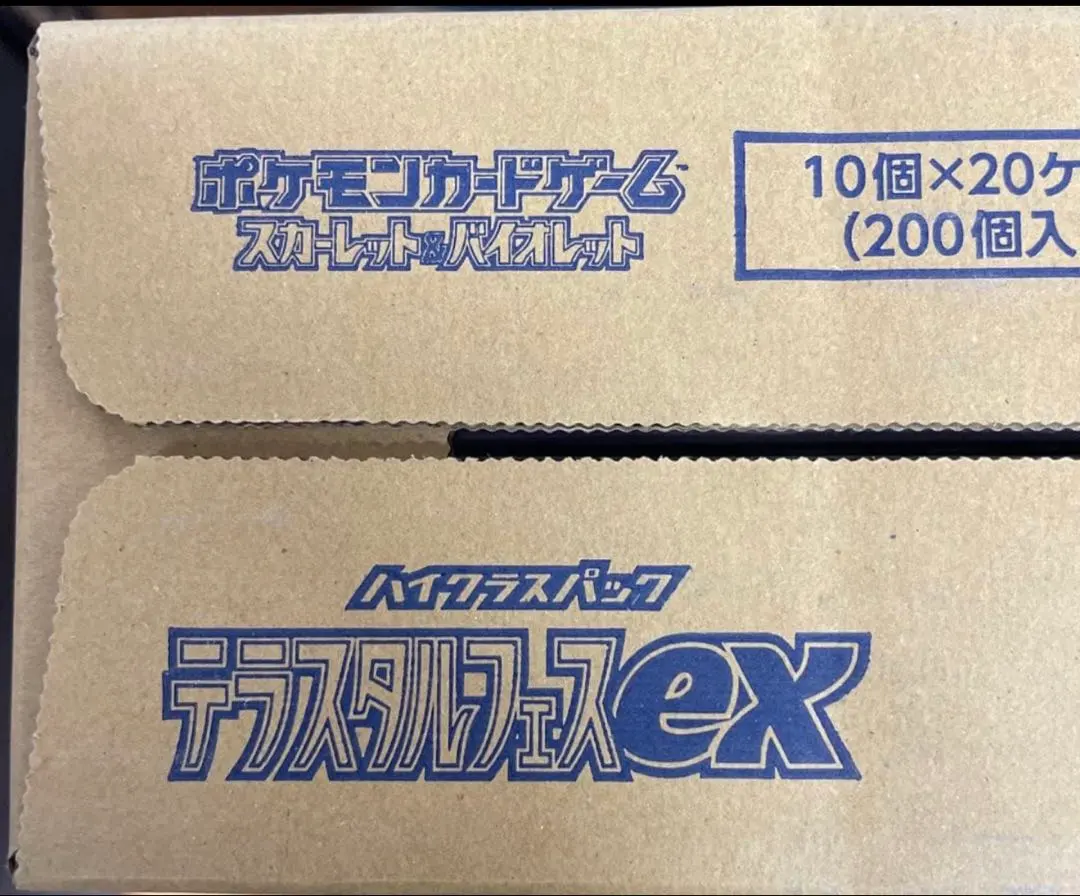 ポケモンカードゲーム™
スカーレット&バイオレット
10個×20ケ
(200個入
ハイクラスパック
テラスタルフェスex